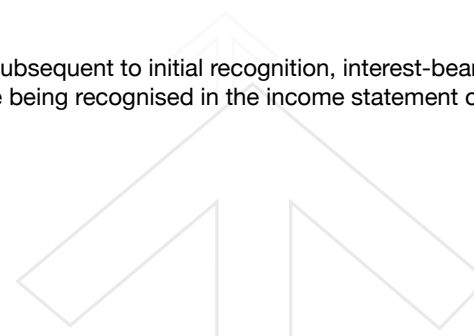 ubsequent to initial recognition, interest-bear
being recognised in the income statement o